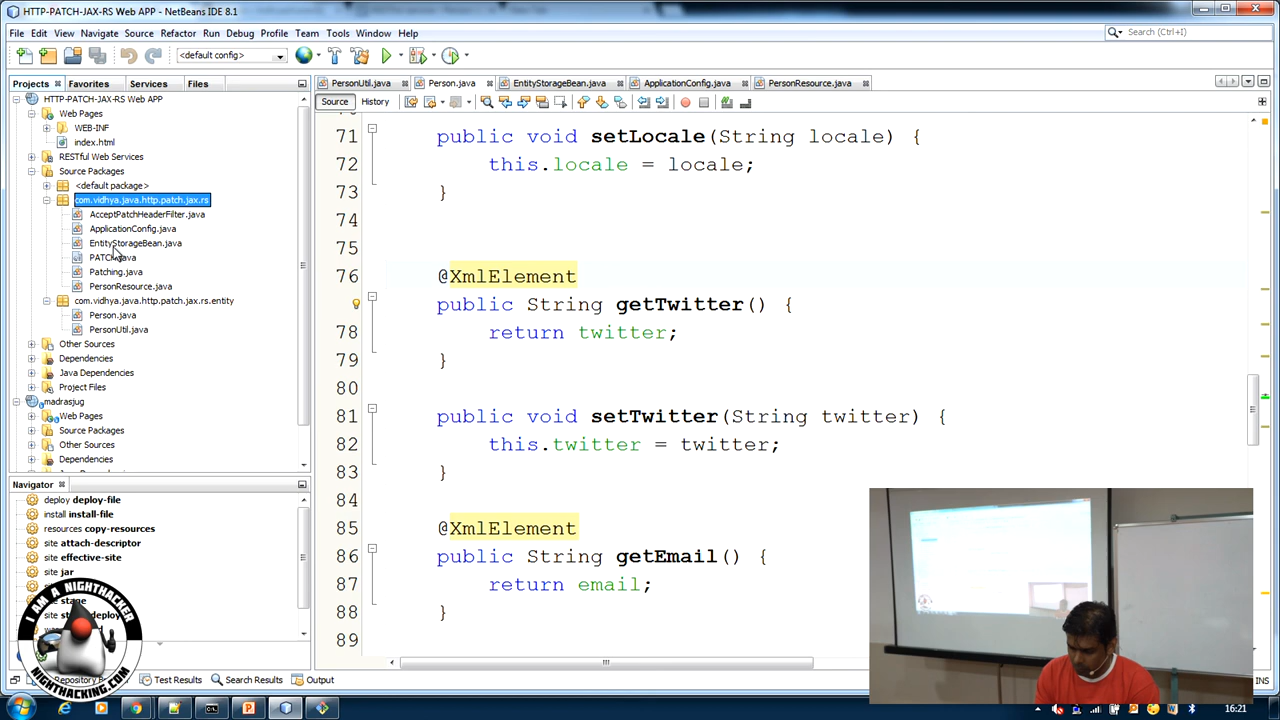 HTTP-PATCH-JAX-RS Web APP - NetBeans IDE 8.1
File Edit View Navigate Source Refactor Run Debug Profile Team Tools Window Help
Search (Ctrl+I)
<default config>
Projects Favorites Services Files
PersonUtil.java Person.java EntityStorageBean.java ApplicationConfig.java PersonResource.java
Source History
HTTP-PATCH-JAX-RS Web APP
Web Pages
WEB-INF
index.html
RESTful Web Services
Source Packages
<default package>
com.vidhya.java.http.patch.jax.rs
AcceptPatchHeaderFilter.java
ApplicationConfig.java
EntityStorageBean.java
PATCH.java
Patching.java
PersonResource.java
com.vidhya.java.http.patch.jax.rs.entity
Person.java
PersonUtil.java
Other Sources
Dependencies
Java Dependencies
Project Files
madrasjug
Web Pages
Source Packages
Other Sources
Dependencies
71 public void setLocale(String locale) {
72 this.locale = locale;
73 }
74
75
76 @XmlElement
public String getTwitter() {
78 return twitter;
79 }
80
81 public void setTwitter(String twitter) {
82 this.twitter = twitter;
83 }
84
85 @XmlElement
86 public String getEmail() {
87 return email;
88 }
89
Navigator
deploy deploy-file
install install-file
resources copy-resources
site attach-descriptor
site effective-site
site jar
stage
I AM A NIGHTHACKER
NIGHTHACKING.COM
Test Results Search Results Output
INS
16:21